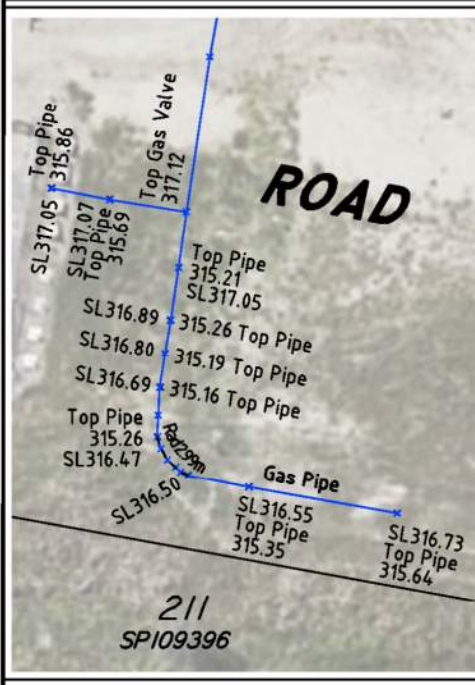 Top Pipe
315.86
SL317.05
SL317.07
Top Pipe
315.69
Top Gas Valve
317.12
ROAD
Top Pipe
315.21
SL317.05
SL316.89
315.26 Top Pipe
SL316.80
315.19 Top Pipe
SL316.69
315.16 Top Pipe
Top Pipe
315.26
SL316.47
Rad299m
SL316.50
Gas Pipe
SL316.55
Top Pipe
315.35
SL316.73
Top Pipe
315.64
211
SP109396